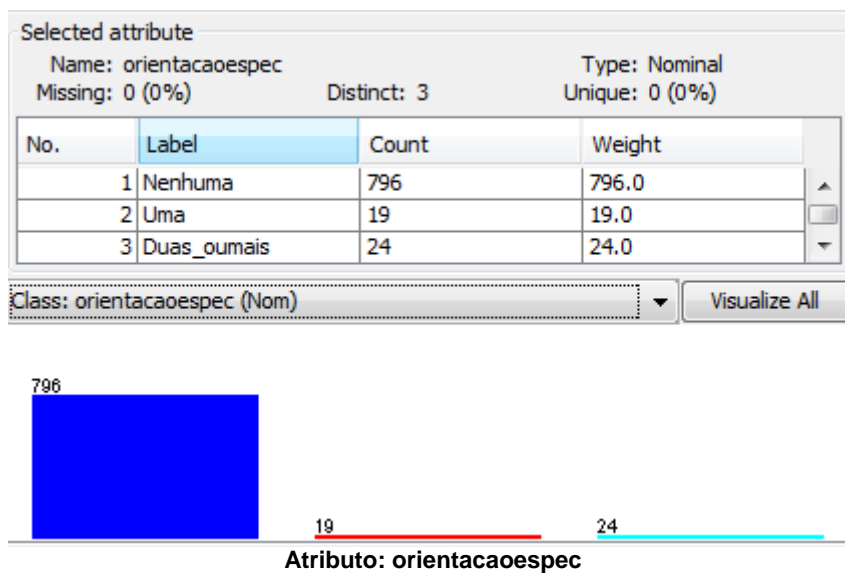 Selected attribute
Name: orientacaoespec Type: Nominal
Missing: 0 (0%) Distinct: 3 Unique: 0 (0%)
No. Label Count Weight
1 Nenhuma 796 796.0
2 Uma 19 19.0
3 Duas_oumais 24 24.0
Class: orientacaoespec (Nom) Visualize All
796
19 24
Atributo: orientacaoespec